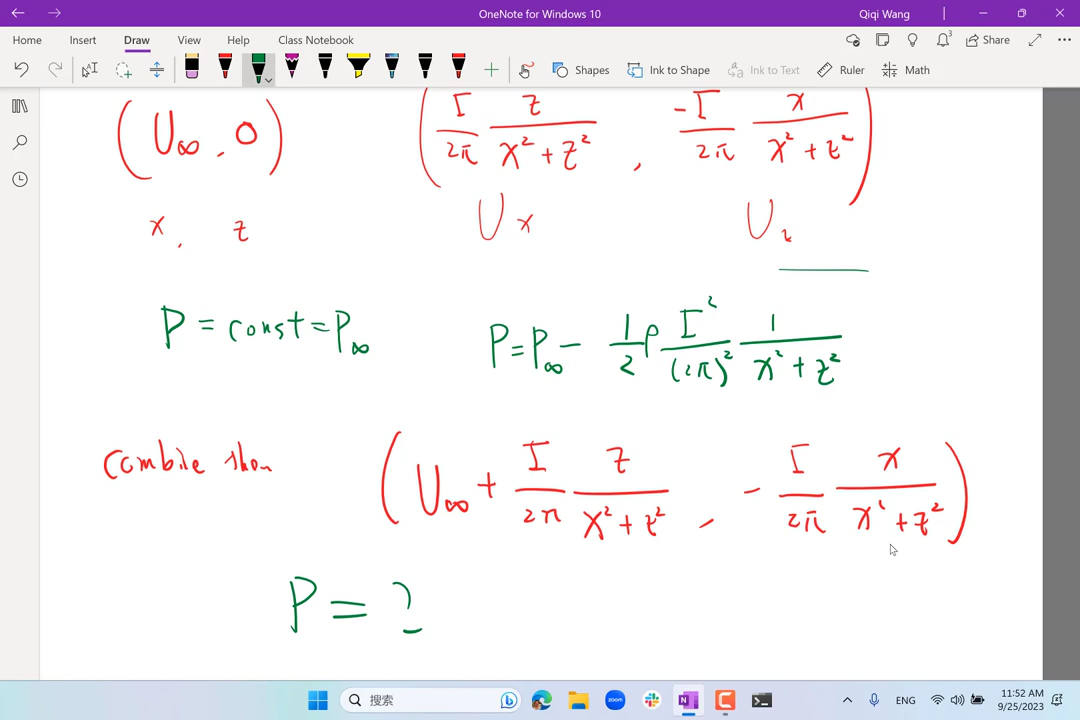 OneNote for Windows 10
Qiqi Wang
Home Insert Draw View Help Class Notebook
3 Share
Shapes Ink to Shape Ink to Text Ruler Math
(U∞, 0) (I/2π z/(x²+z²), -I/2π x/(x²+z²))
x, z Ux Uz
P = const = P∞ P = P∞ - 1/2 ρ I²/(2π)² 1/(x²+z²)
combine them (U∞ + I/2π z/(x²+z²), - I/2π x/(x²+z²))
P = ?
搜索 zoom ENG 11:52 AM
9/25/2023